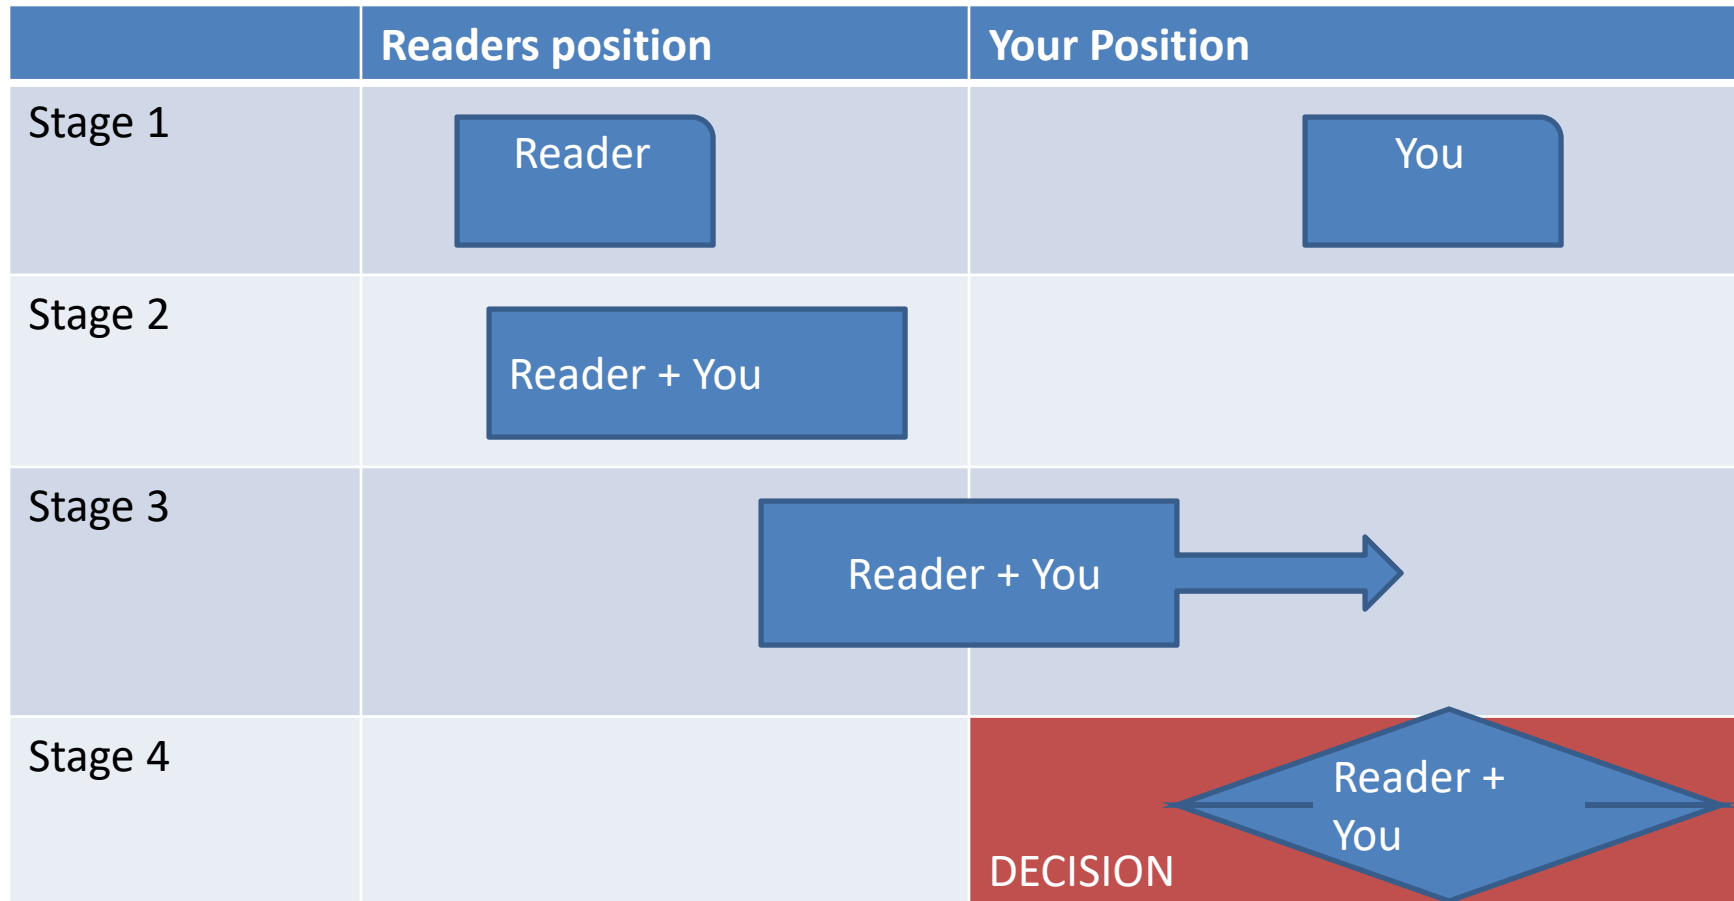 Readers position
Your Position
Stage 1
Reader
You
Stage 2
Reader + You
Stage 3
Reader + You
Stage 4
Reader +
You
DECISION